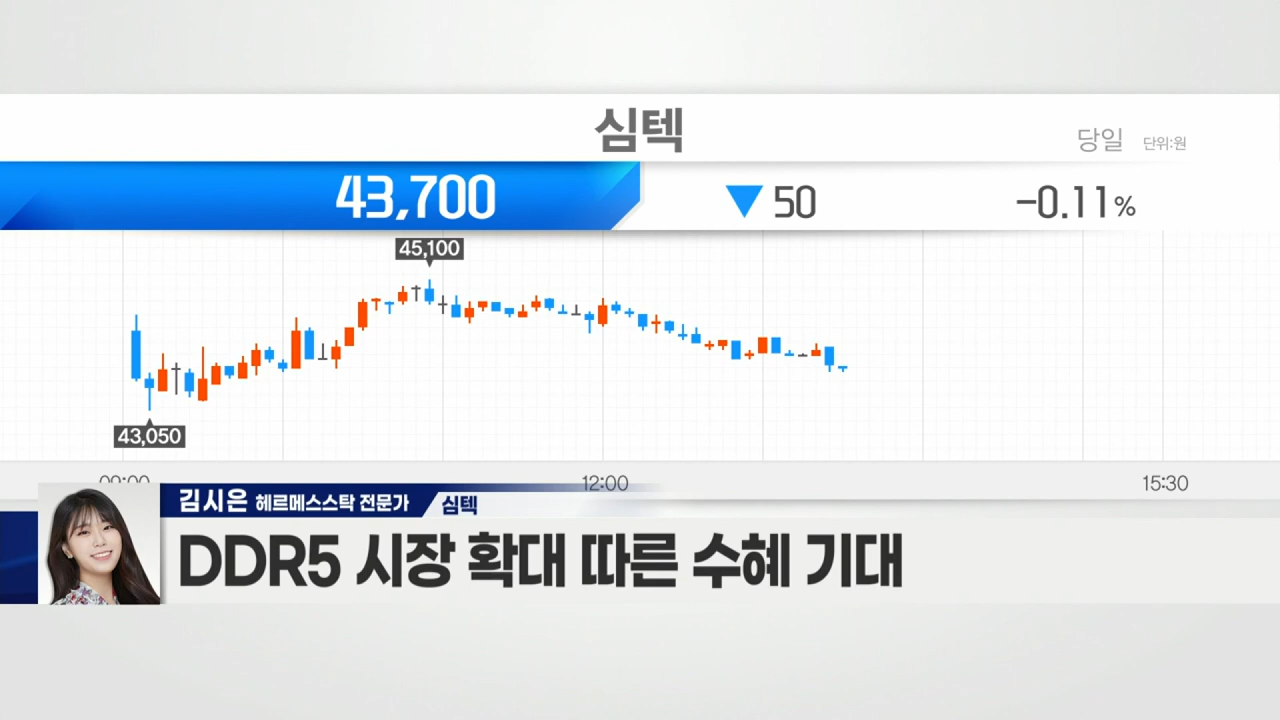 심텍
당일 단위:원
43,700 ▼50 -0.11%
45,100
43,050
09:00 12:00 15:30
김시은 헤르메스스탁 전문가 심텍
DDR5 시장 확대 따른 수혜 기대